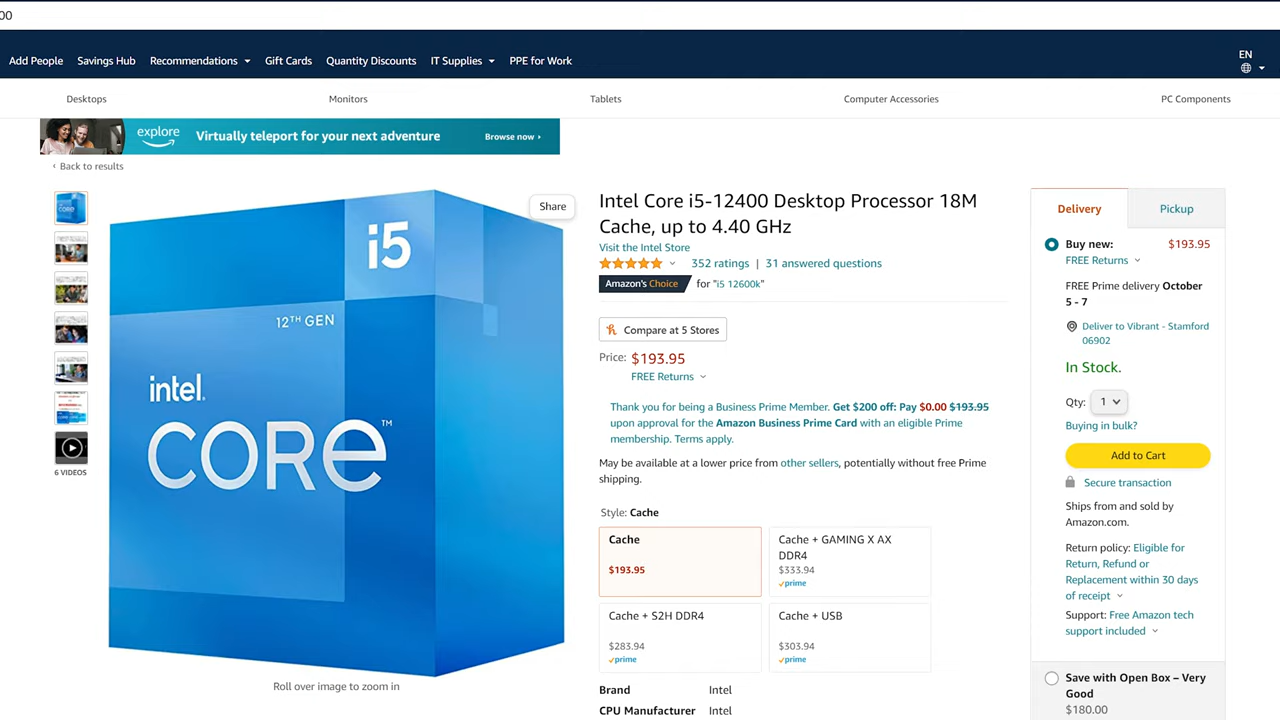 00
Add People Savings Hub Recommendations Gift Cards Quantity Discounts IT Supplies PPE for Work
EN
Desktops Monitors Tablets Computer Accessories PC Components
explore Virtually teleport for your next adventure Browse now ›
‹ Back to results
Share
i5
12TH GEN
intel.
CORE™
6 VIDEOS
Roll over image to zoom in
Intel Core i5-12400 Desktop Processor 18M
Cache, up to 4.40 GHz
Visit the Intel Store
352 ratings | 31 answered questions
Amazon's Choice for "i5 12600k"
Compare at 5 Stores
Price: $193.95
FREE Returns
Thank you for being a Business Prime Member. Get $200 off: Pay $0.00 $193.95
upon approval for the Amazon Business Prime Card with an eligible Prime
membership. Terms apply.
May be available at a lower price from other sellers, potentially without free Prime
shipping.
Style: Cache
Cache
$193.95
Cache + GAMING X AX
DDR4
$333.94
prime
Cache + S2H DDR4
$283.94
prime
Cache + USB
$303.94
prime
Brand Intel
CPU Manufacturer Intel
Delivery Pickup
Buy new: $193.95
FREE Returns
FREE Prime delivery October
5 - 7
Deliver to Vibrant - Stamford
06902
In Stock.
Qty: 1
Buying in bulk?
Add to Cart
Secure transaction
Ships from and sold by
Amazon.com.
Return policy: Eligible for
Return, Refund or
Replacement within 30 days
of receipt
Support: Free Amazon tech
support included
Save with Open Box – Very
Good
$180.00